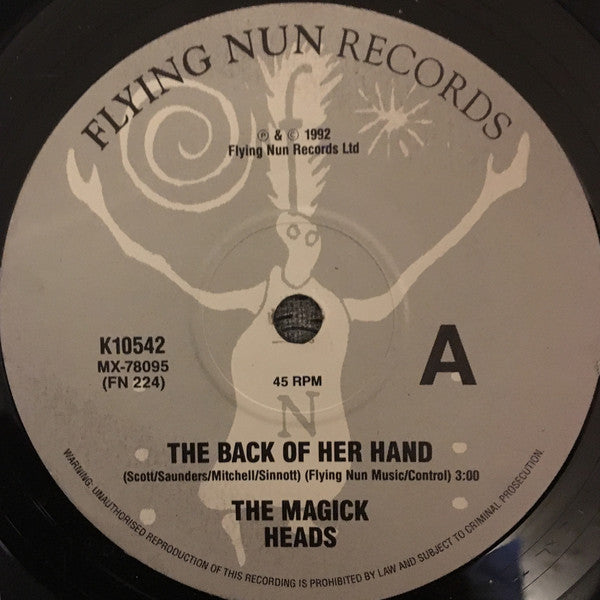 FLYING NUN RECORDS
℗ & © 1992
Flying Nun Records Ltd
K10542
MX-78095
(FN 224)
A
45 RPM
N
THE BACK OF HER HAND
(Scott/Saunders/Mitchell/Sinnott) (Flying Nun Music/Control) 3:00
THE MAGICK
HEADS
WARNING: UNAUTHORISED REPRODUCTION OF THIS RECORDING IS PROHIBITED BY LAW AND SUBJECT TO CRIMINAL PROSECUTION.